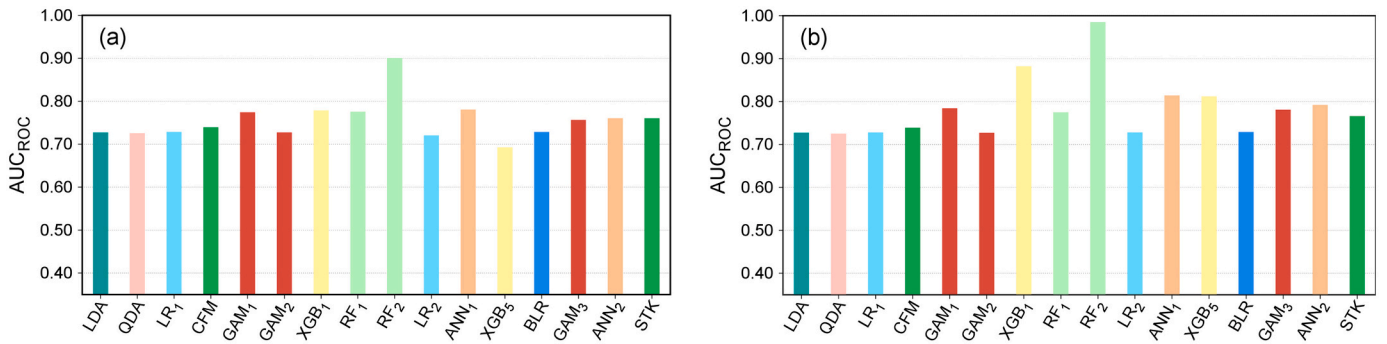 (a)
AUC_ROC
1.00
0.90
0.80
0.70
0.60
0.50
0.40
LDA
QDA
LR₁
CFM
GAM₁
GAM₂
XGB₁
RF₁
RF₂
LR₂
ANN₁
XGB₅
BLR
GAM₃
ANN₂
STK
(b)
AUC_ROC
1.00
0.90
0.80
0.70
0.60
0.50
0.40
LDA
QDA
LR₁
CFM
GAM₁
GAM₂
XGB₁
RF₁
RF₂
LR₂
ANN₁
XGB₅
BLR
GAM₃
ANN₂
STK